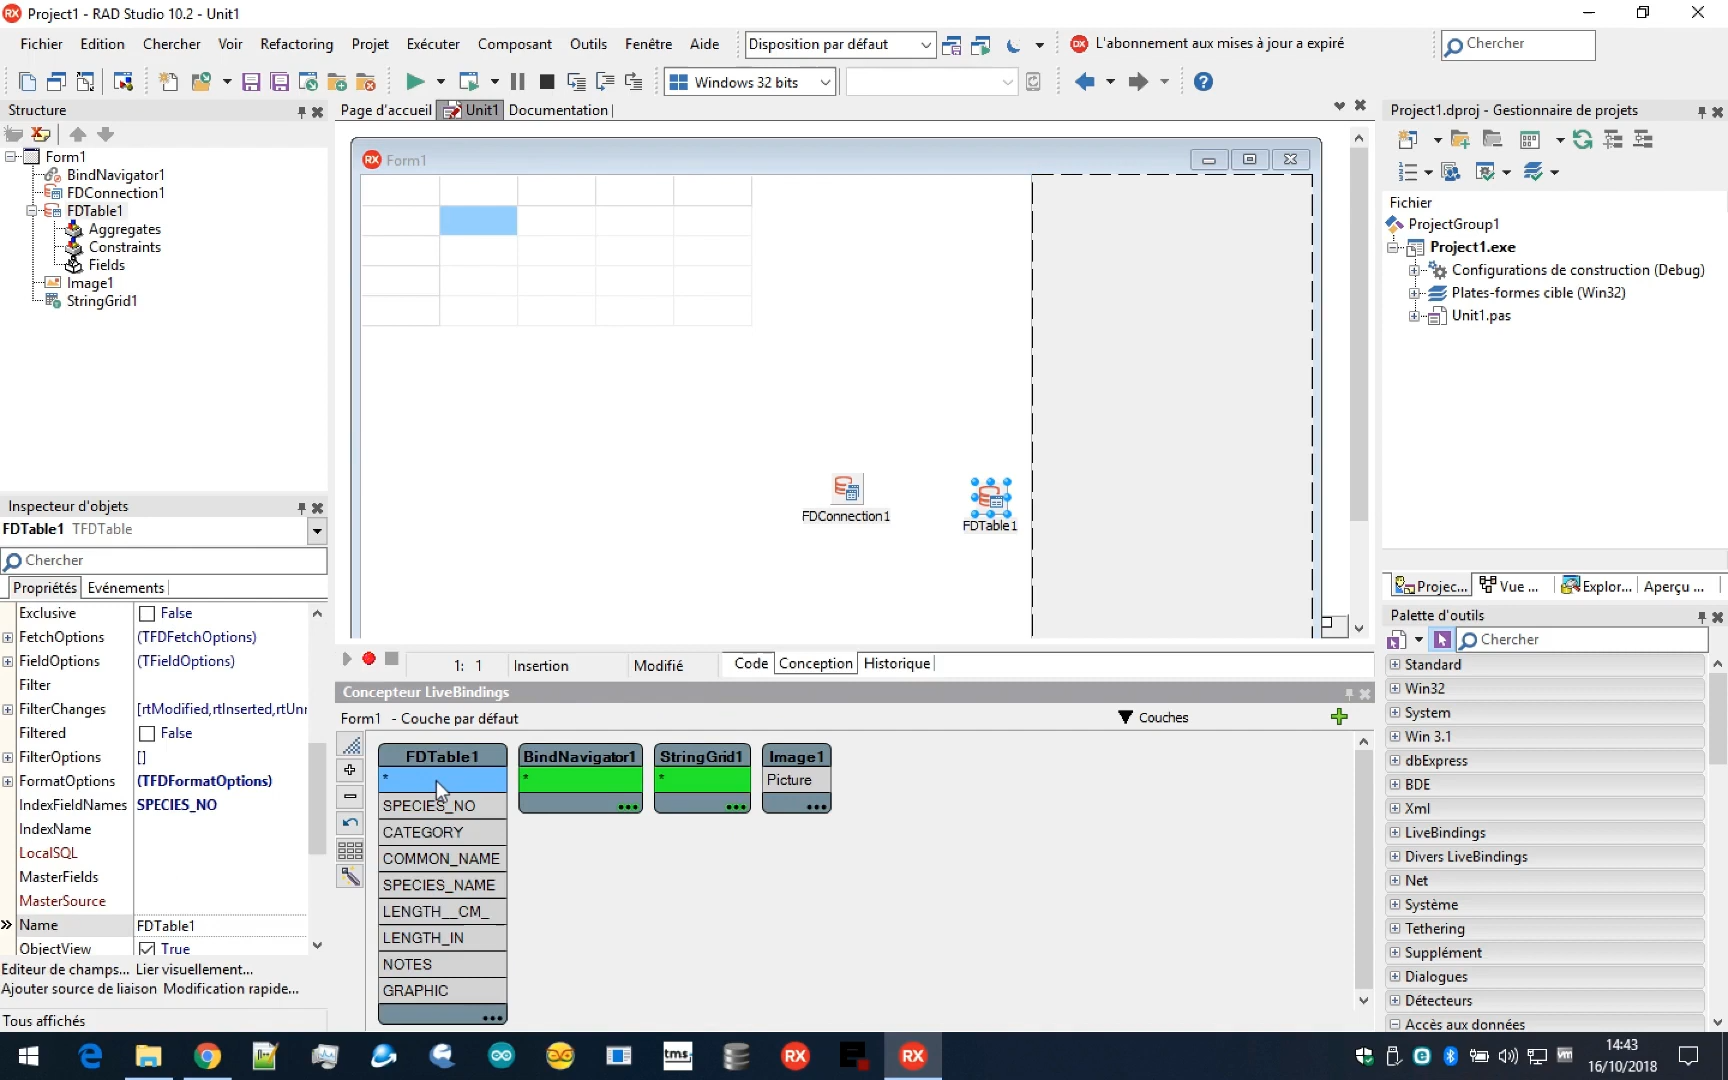 Project1 - RAD Studio 10.2 - Unit1
Fichier Edition Chercher Voir Refactoring Projet Exécuter Composant Outils Fenêtre Aide
Disposition par défaut
L'abonnement aux mises à jour a expiré
Chercher
Windows 32 bits
Structure
Form1
BindNavigator1
FDConnection1
FDTable1
Aggregates
Constraints
Fields
Image1
StringGrid1
Page d'accueil Unit1 Documentation
Form1
FDConnection1
FDTable1
1: 1 Insertion Modifié Code Conception Historique
Inspecteur d'objets
FDTable1 TFDTable
Chercher
Propriétés Evénements
Exclusive False
FetchOptions (TFDFetchOptions)
FieldOptions (TFieldOptions)
Filter
FilterChanges [rtModified,rtInserted,rtUnr
Filtered False
FilterOptions []
FormatOptions (TFDFormatOptions)
IndexFieldNames SPECIES_NO
IndexName
LocalSQL
MasterFields
MasterSource
Name FDTable1
ObjectView True
Editeur de champs... Lier visuellement...
Ajouter source de liaison Modification rapide...
Tous affichés
Concepteur LiveBindings
Form1 - Couche par défaut
Couches
FDTable1
*
SPECIES_NO
CATEGORY
COMMON_NAME
SPECIES_NAME
LENGTH__CM_
LENGTH_IN
NOTES
GRAPHIC
BindNavigator1
*
StringGrid1
*
Image1
Picture
Project1.dproj - Gestionnaire de projets
Fichier
ProjectGroup1
Project1.exe
Configurations de construction (Debug)
Plates-formes cible (Win32)
Unit1.pas
Projec... Vue ... Explor... Aperçu ...
Palette d'outils
Chercher
Standard
Win32
System
Win 3.1
dbExpress
BDE
Xml
LiveBindings
Divers LiveBindings
Net
Système
Tethering
Supplément
Dialogues
Détecteurs
Accès aux données
tms
14:43
16/10/2018